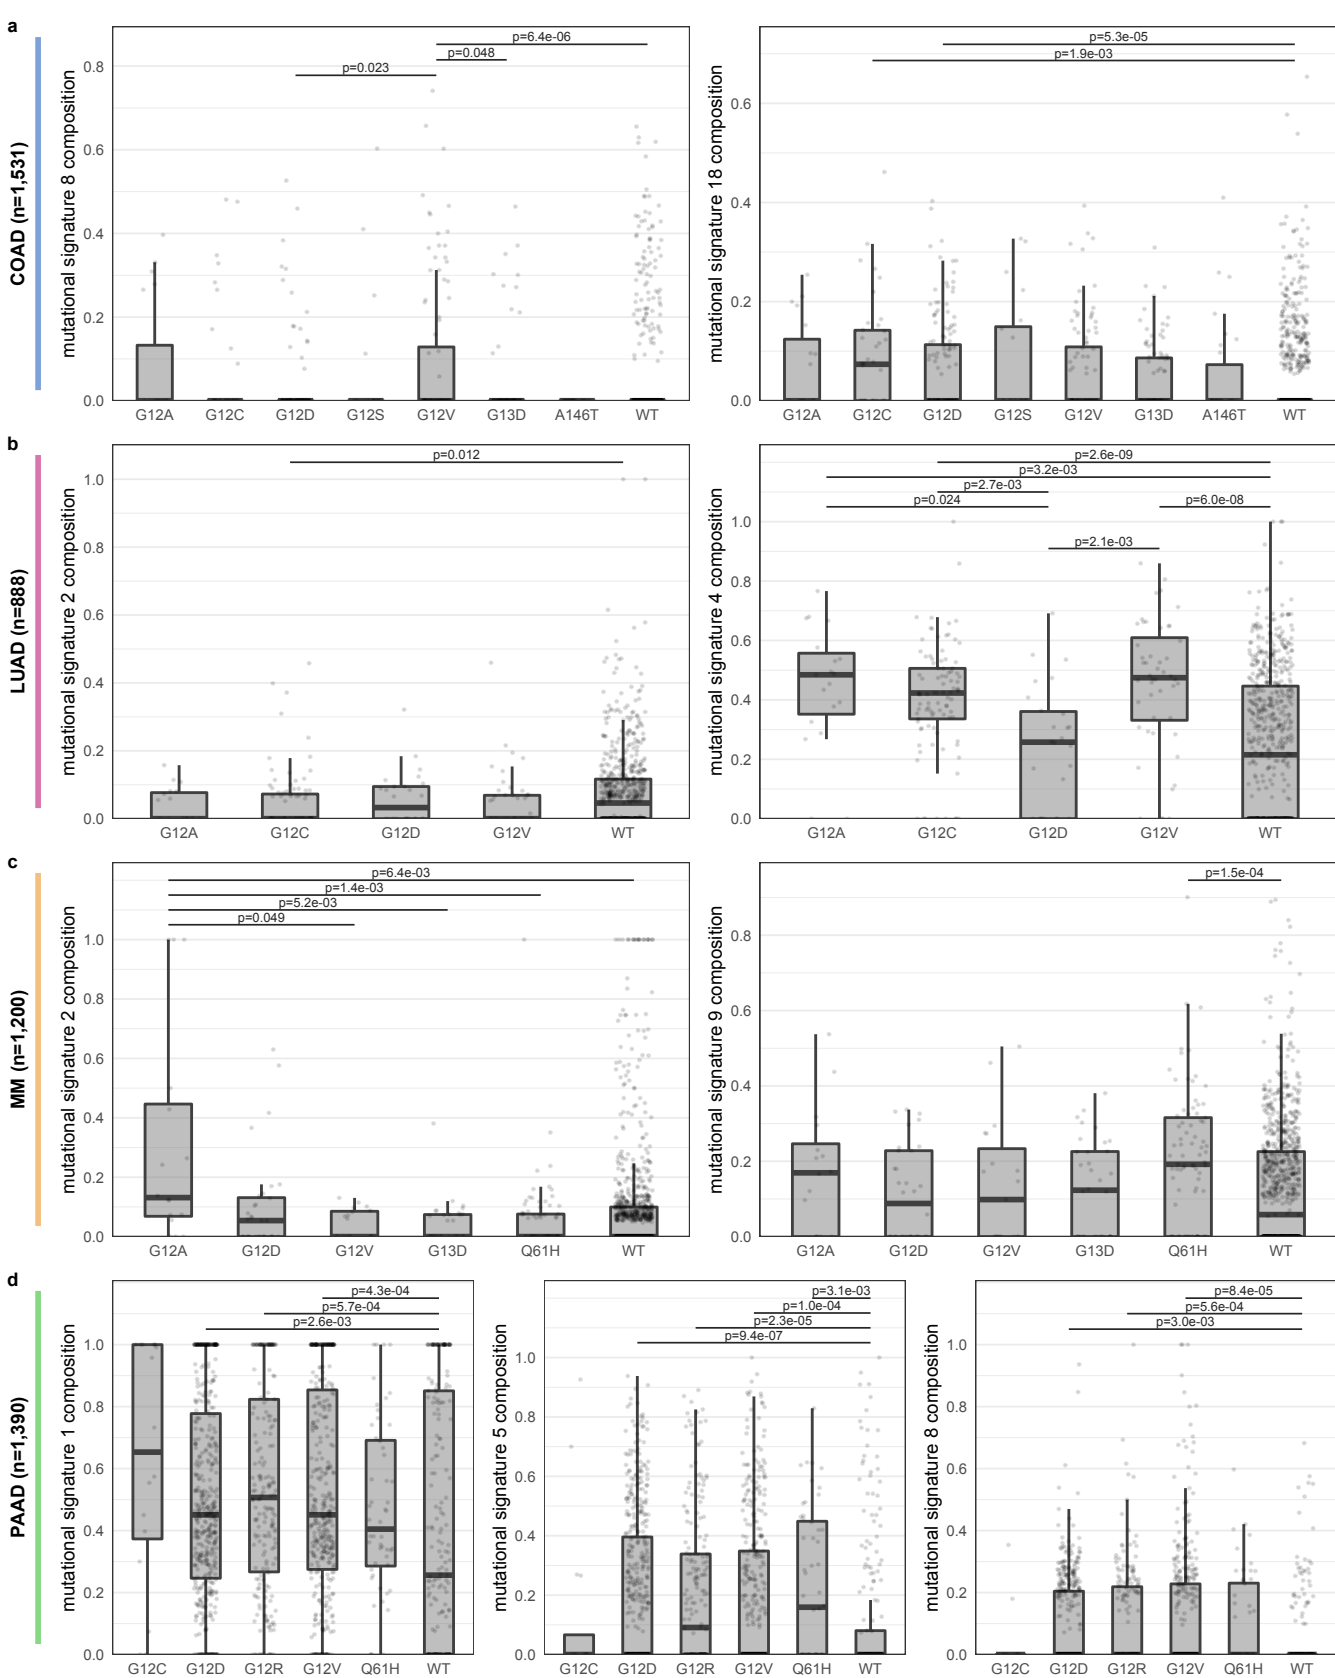 a
COAD (n=1,531)
mutational signature 8 composition
0.8
0.6
0.4
0.2
0.0
p=6.4e-06
p=0.048
p=0.023
G12A G12C G12D G12S G12V G13D A146T WT
mutational signature 18 composition
0.6
0.4
0.2
0.0
p=5.3e-05
p=1.9e-03
G12A G12C G12D G12S G12V G13D A146T WT
b
LUAD (n=888)
mutational signature 2 composition
1.0
0.8
0.6
0.4
0.2
0.0
p=0.012
G12A G12C G12D G12V WT
mutational signature 4 composition
1.0
0.8
0.6
0.4
0.2
0.0
p=2.6e-09
p=3.2e-03
p=2.7e-03
p=0.024 p=6.0e-08
p=2.1e-03
G12A G12C G12D G12V WT
c
MM (n=1,200)
mutational signature 2 composition
1.0
0.8
0.6
0.4
0.2
0.0
p=6.4e-03
p=1.4e-03
p=5.2e-03
p=0.049
G12A G12D G12V G13D Q61H WT
mutational signature 9 composition
0.8
0.6
0.4
0.2
0.0
p=1.5e-04
G12A G12D G12V G13D Q61H WT
d
PAAD (n=1,390)
mutational signature 1 composition
1.0
0.8
0.6
0.4
0.2
0.0
p=4.3e-04
p=5.7e-04
p=2.6e-03
G12C G12D G12R G12V Q61H WT
mutational signature 5 composition
1.0
0.8
0.6
0.4
0.2
0.0
p=3.1e-03
p=1.0e-04
p=2.3e-05
p=9.4e-07
G12C G12D G12R G12V Q61H WT
mutational signature 8 composition
1.0
0.8
0.6
0.4
0.2
0.0
p=8.4e-05
p=5.6e-04
p=3.0e-03
G12C G12D G12R G12V Q61H WT